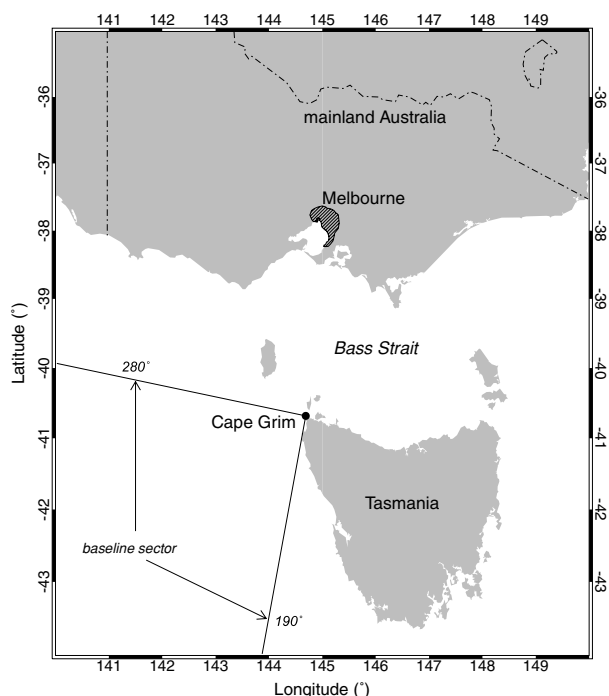 141 142 143 144 145 146 147 148 149
-36 -36
mainland Australia
-37 -37
Melbourne
-38 -38
-39 -39
Bass Strait
-40 280˚ -40
Cape Grim
-41 -41
Tasmania
-42 -42
baseline sector
-43 -43
190˚
141 142 143 144 145 146 147 148 149
Longitude (˚)
Latitude (˚)